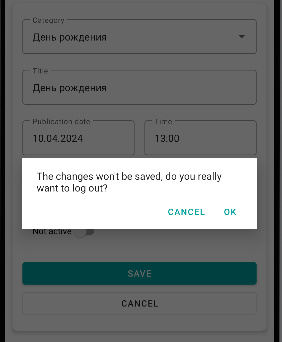 Category
День рождения
Title
День рождения
Publication date
Time
10.04.2024
13:00
The changes won't be saved, do you really
want to log out?
CANCEL
OK
Not active
SAVE
CANCEL